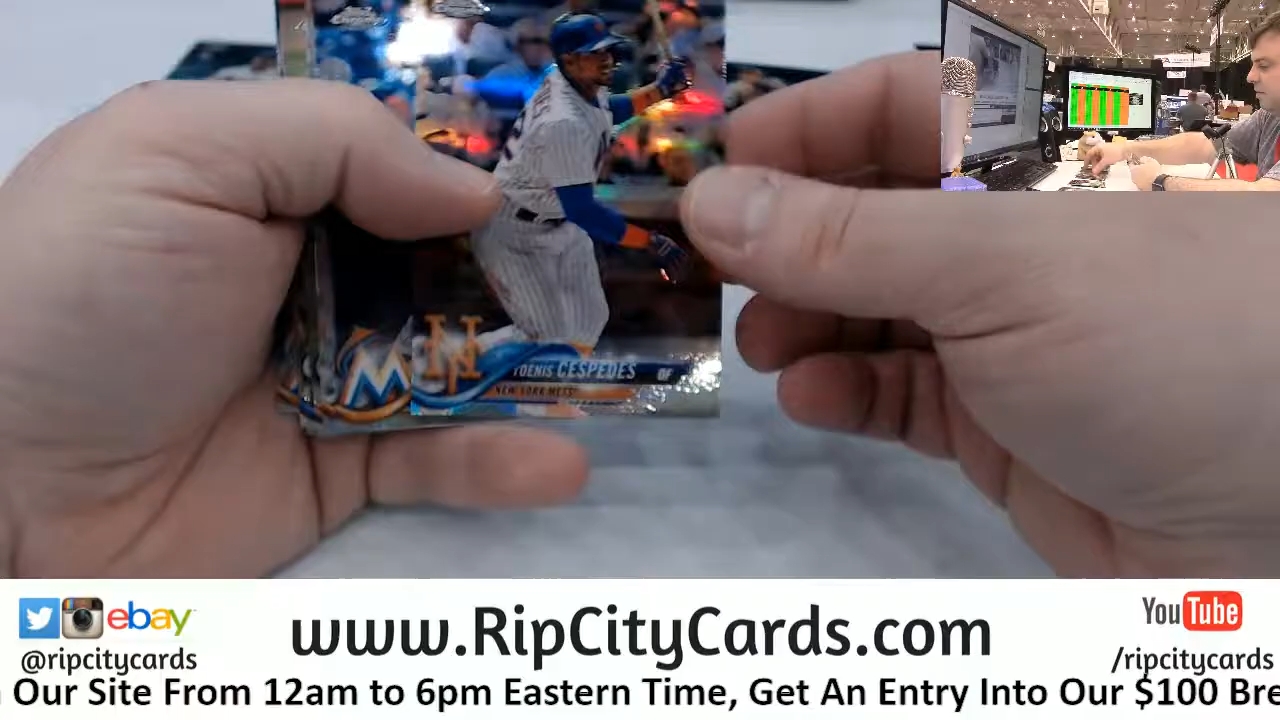 YOENIS CESPEDES OF
NEW YORK METS
ebay
@ripcitycards
www.RipCityCards.com
YouTube
/ripcitycards
Our Site From 12am to 6pm Eastern Time, Get An Entry Into Our $100